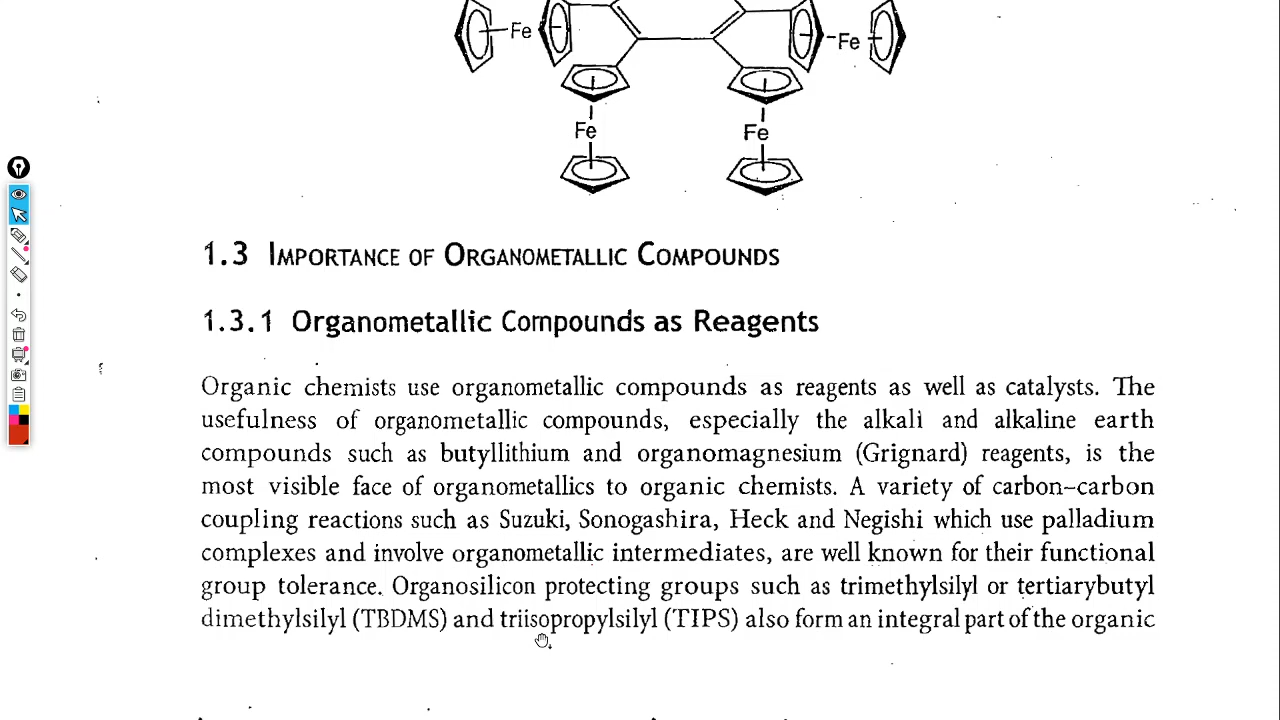 Fe
Fe
Fe
Fe
1.3 IMPORTANCE OF ORGANOMETALLIC COMPOUNDS
1.3.1 Organometallic Compounds as Reagents
Organic chemists use organometallic compounds as reagents as well as catalysts. The
usefulness of organometallic compounds, especially the alkali and alkaline earth
compounds such as butyllithium and organomagnesium (Grignard) reagents, is the
most visible face of organometallics to organic chemists. A variety of carbon–carbon
coupling reactions such as Suzuki, Sonogashira, Heck and Negishi which use palladium
complexes and involve organometallic intermediates, are well known for their functional
group tolerance. Organosilicon protecting groups such as trimethylsilyl or tertiarybutyl
dimethylsilyl (TBDMS) and triisopropylsilyl (TIPS) also form an integral part of the organic